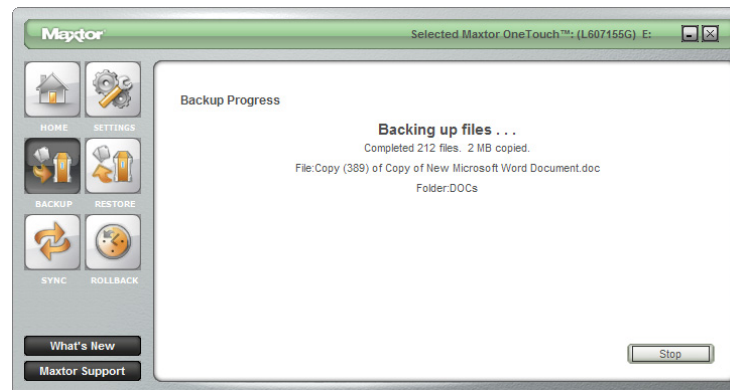 Maxtor
Selected Maxtor OneTouch™: (L607155G) E:
HOME SETTINGS
BACKUP RESTORE
SYNC ROLLBACK
What's New
Maxtor Support
Backup Progress
Backing up files . . .
Completed 212 files. 2 MB copied.
File:Copy (389) of Copy of New Microsoft Word Document.doc
Folder:DOCs
Stop